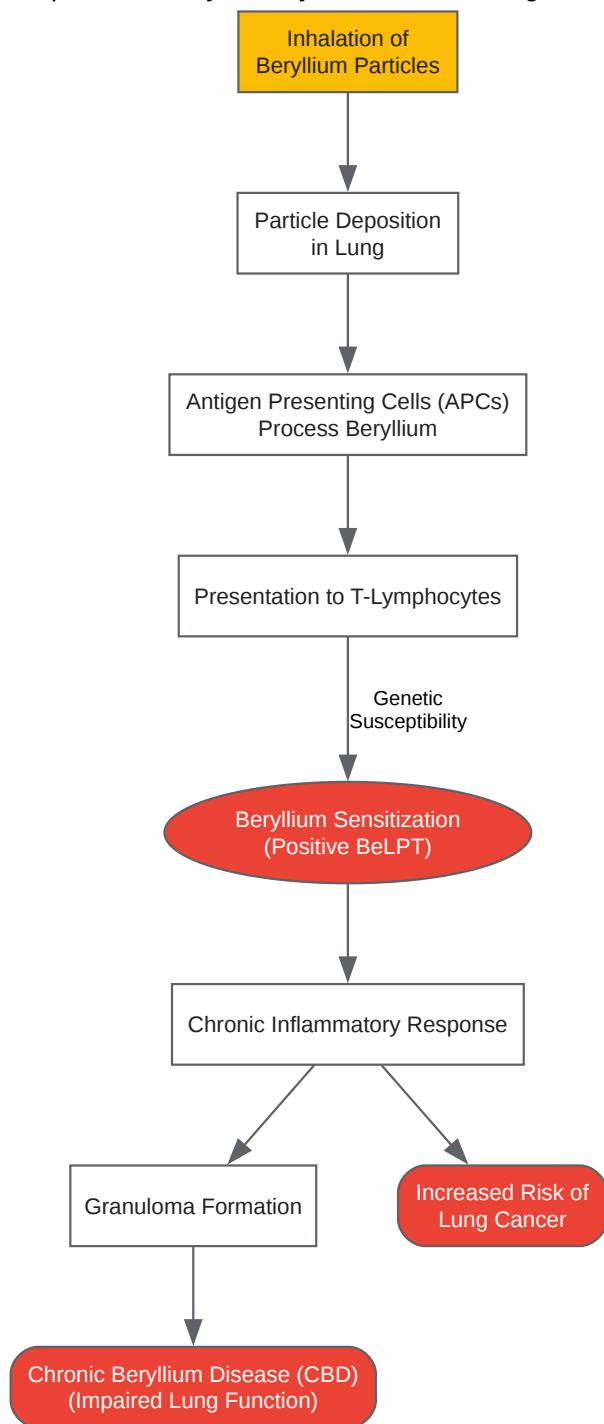 Inhalation of
Beryllium Particles
Particle Deposition
in Lung
Antigen Presenting Cells (APCs)
Process Beryllium
Presentation to T-Lymphocytes
Genetic
Susceptibility
Beryllium Sensitization
(Positive BeLPT)
Chronic Inflammatory Response
Granuloma Formation
Increased Risk of
Lung Cancer
Chronic Beryllium Disease (CBD)
(Impaired Lung Function)